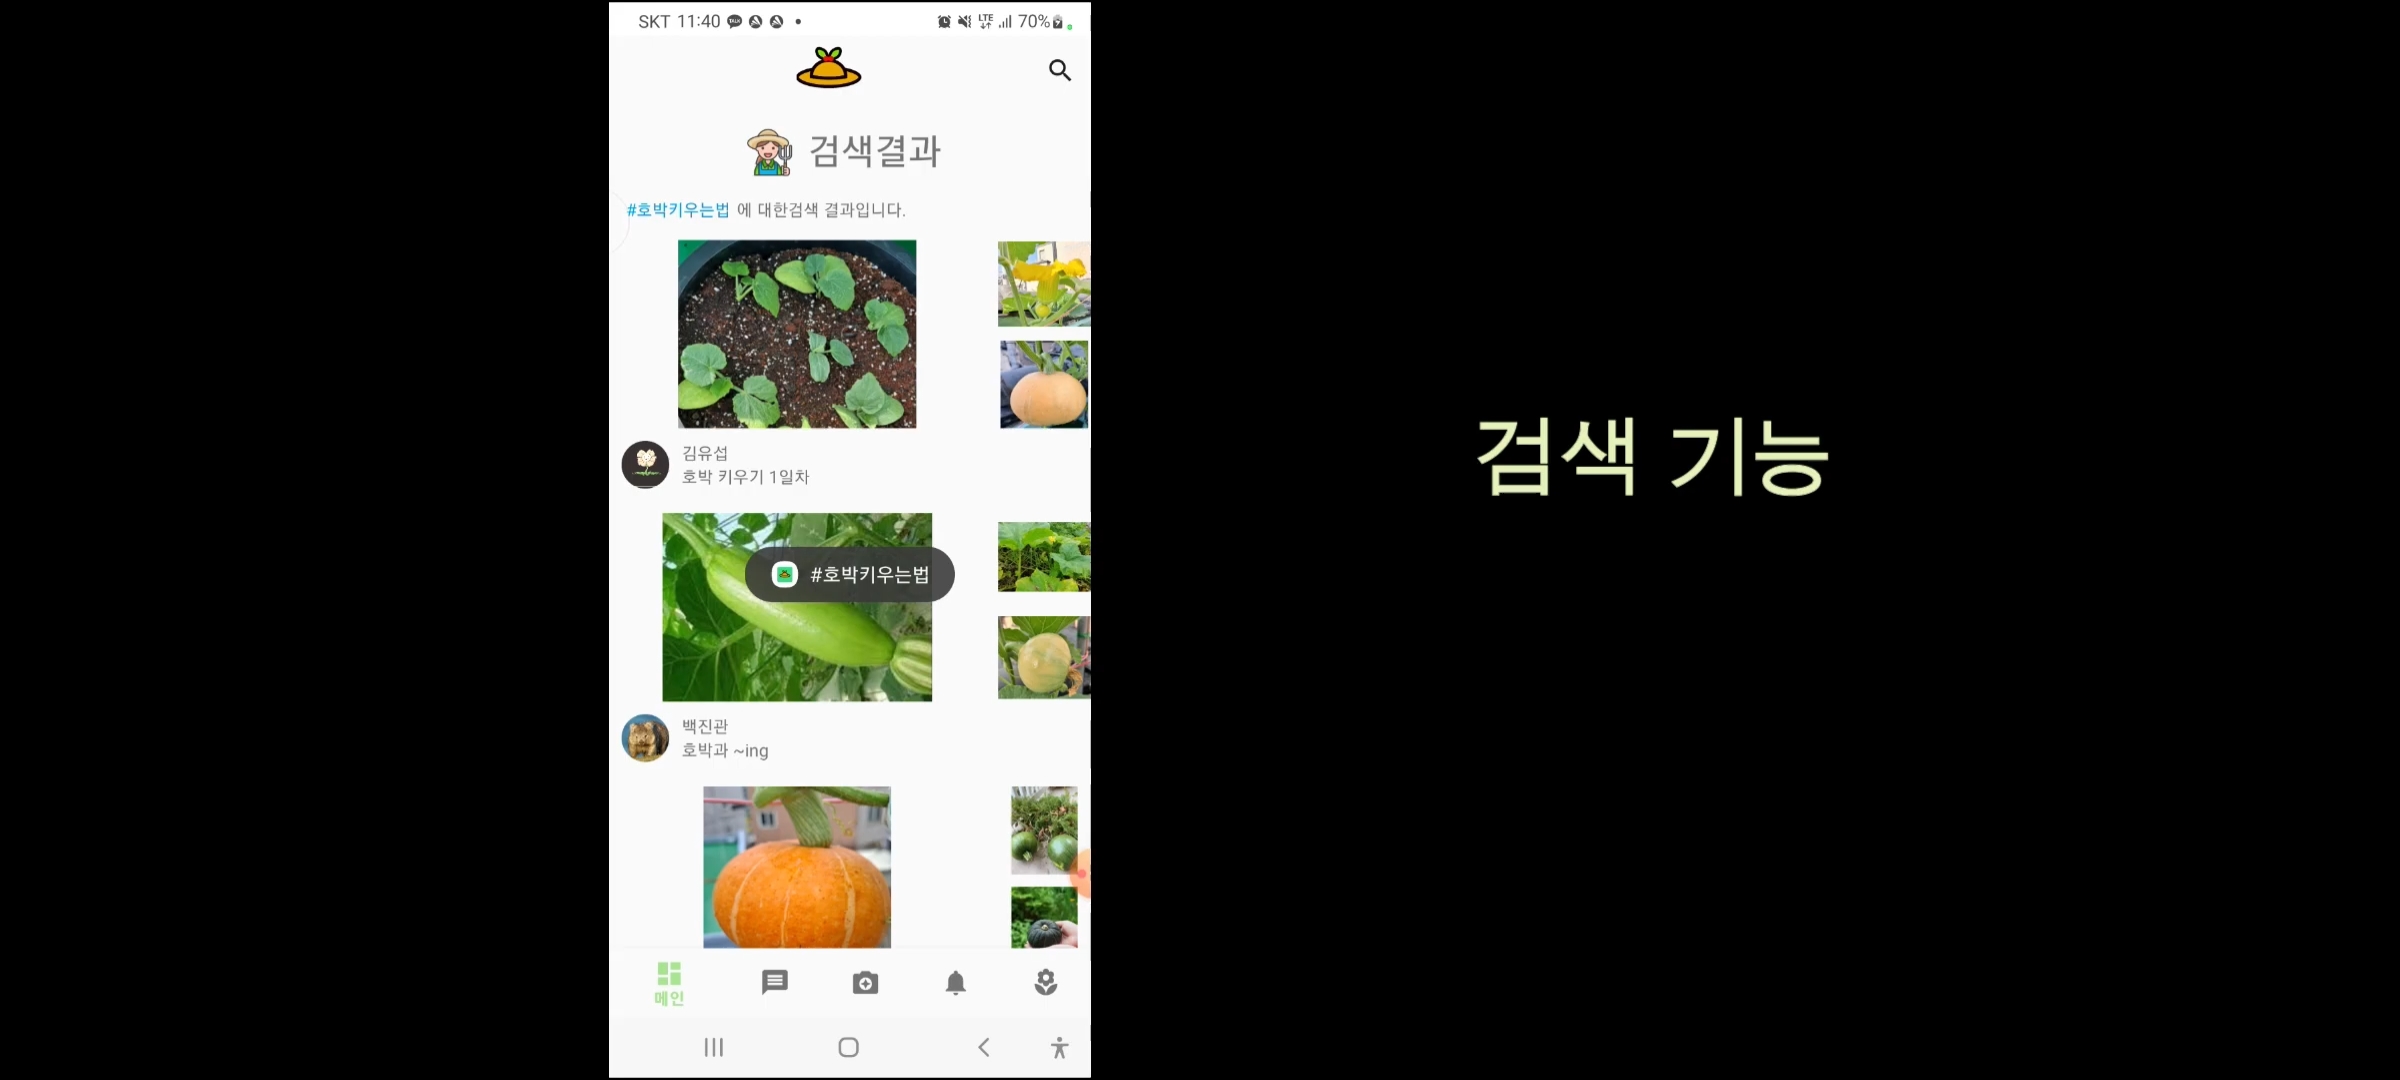 SKT 11:40
LTE 70%
검색결과
#호박키우는법 에 대한검색 결과입니다.
김유섭
호박 키우기 1일차
#호박키우는법
백진관
호박과 ~ing
메인
검색 기능